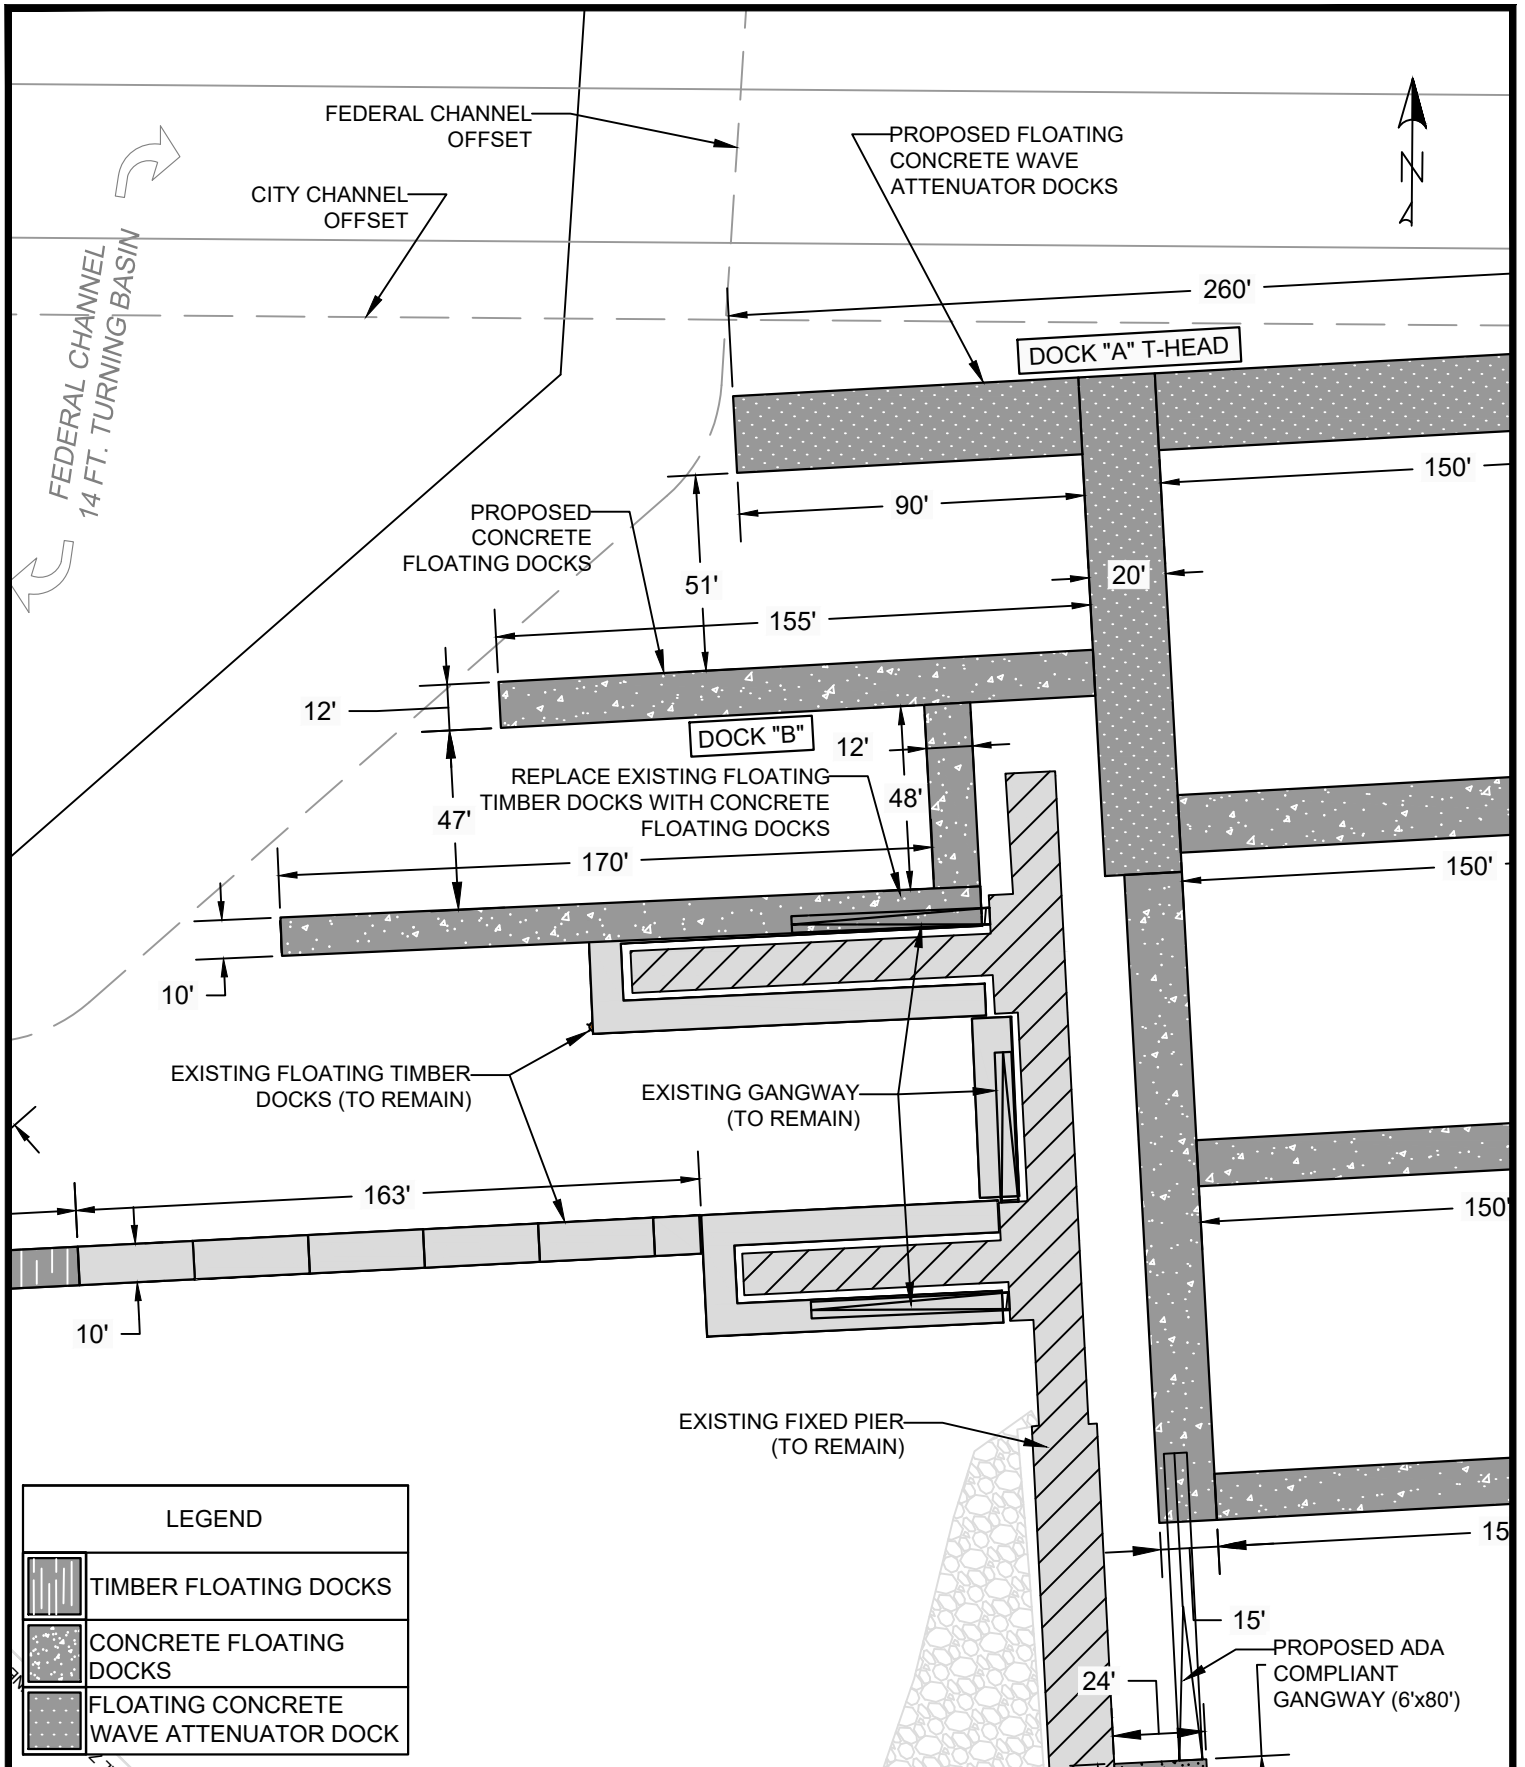 FEDERAL CHANNEL
OFFSET
CITY CHANNEL
OFFSET
PROPOSED FLOATING
CONCRETE WAVE
ATTENUATOR DOCKS
N
FEDERAL CHANNEL
14 FT. TURNING BASIN
260'
DOCK "A" T-HEAD
150'
90'
PROPOSED
CONCRETE
FLOATING DOCKS
51'
20'
155'
12'
DOCK "B"
12'
REPLACE EXISTING FLOATING
TIMBER DOCKS WITH CONCRETE
FLOATING DOCKS
47'
48'
170'
150'
10'
EXISTING FLOATING TIMBER
DOCKS (TO REMAIN)
EXISTING GANGWAY
(TO REMAIN)
163'
150'
10'
EXISTING FIXED PIER
(TO REMAIN)
15
15'
24'
PROPOSED ADA
COMPLIANT
GANGWAY (6'x80')
LEGEND
TIMBER FLOATING DOCKS
CONCRETE FLOATING
DOCKS
FLOATING CONCRETE
WAVE ATTENUATOR DOCK